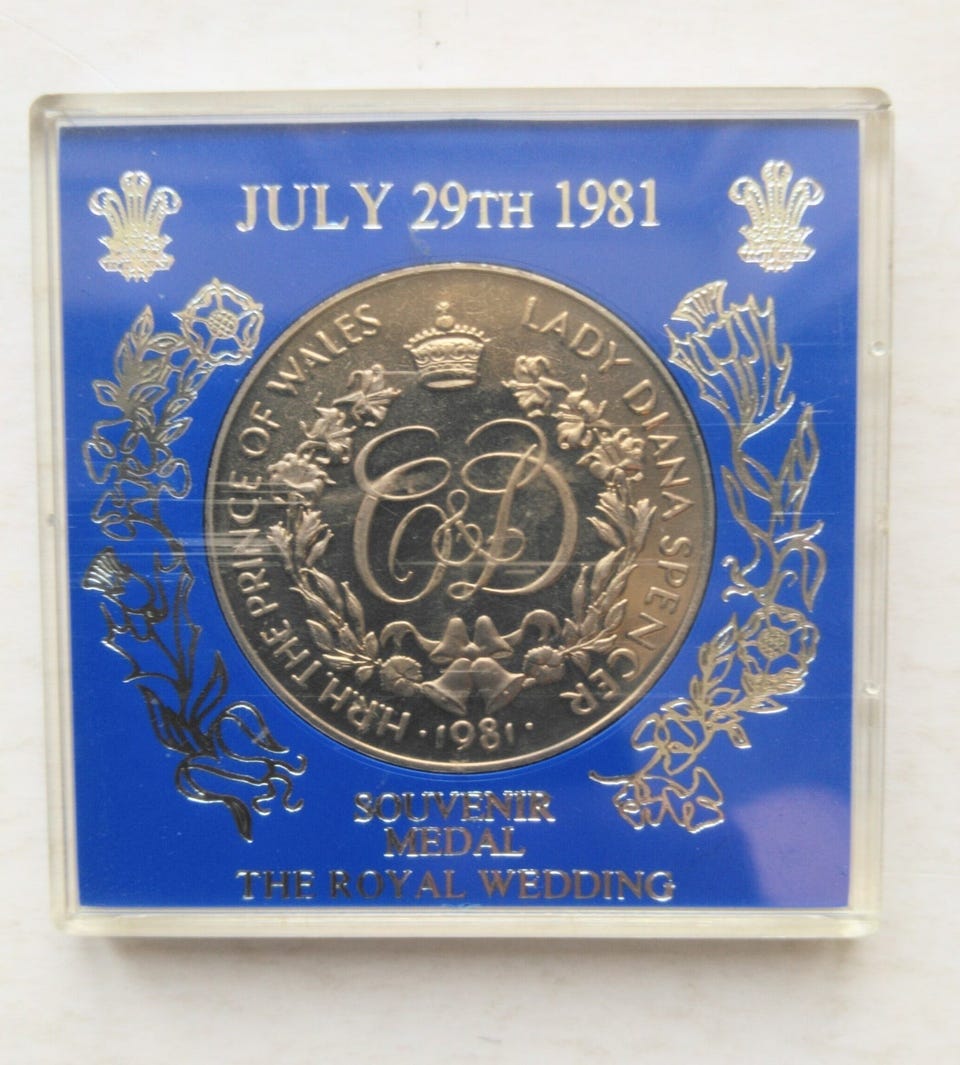 JULY 29TH 1981
H.R.H. THE PRINCE OF WALES
LADY DIANA SPENCER
C&D
· 1981 ·
SOUVENIR
MEDAL
THE ROYAL WEDDING